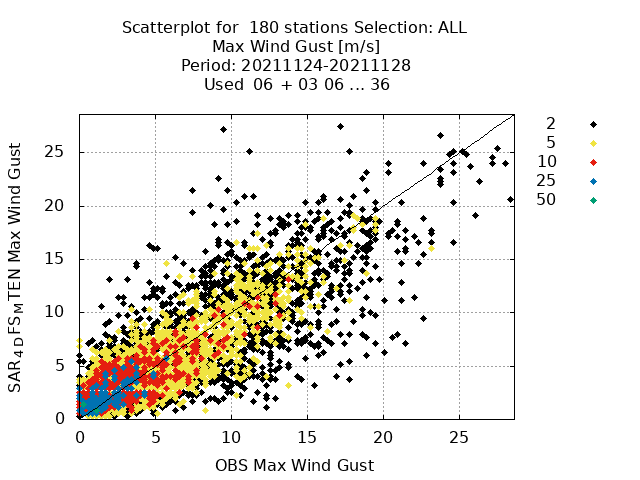 Scatterplot for  180 stations Selection: ALL
Max Wind Gust [m/s]
Period: 20211124-20211128
Used  06 + 03 06 ... 36
2
5
10
25
50
SAR4DFSMTEN Max Wind Gust
25
20
15
10
5
0
0 5 10 15 20 25
OBS Max Wind Gust